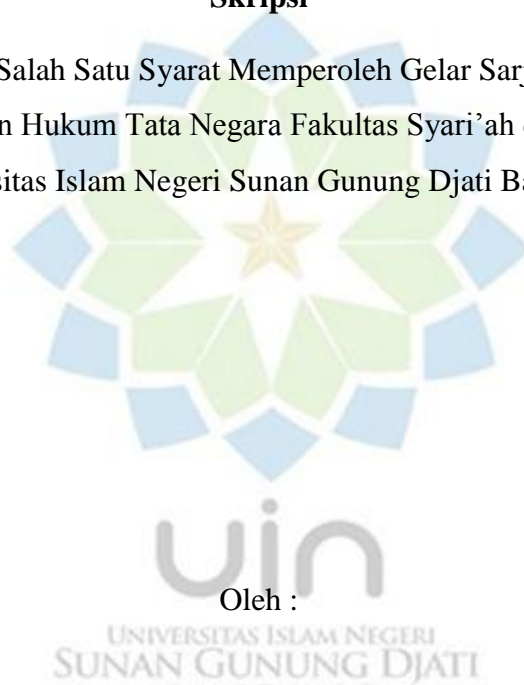 Skripsi
Salah Satu Syarat Memperoleh Gelar Sar
n Hukum Tata Negara Fakultas Syari’ah
sitas Islam Negeri Sunan Gunung Djati Ba
uin
Oleh :
UNIVERSITAS ISLAM NEGERI
SUNAN GUNUNG DJATI